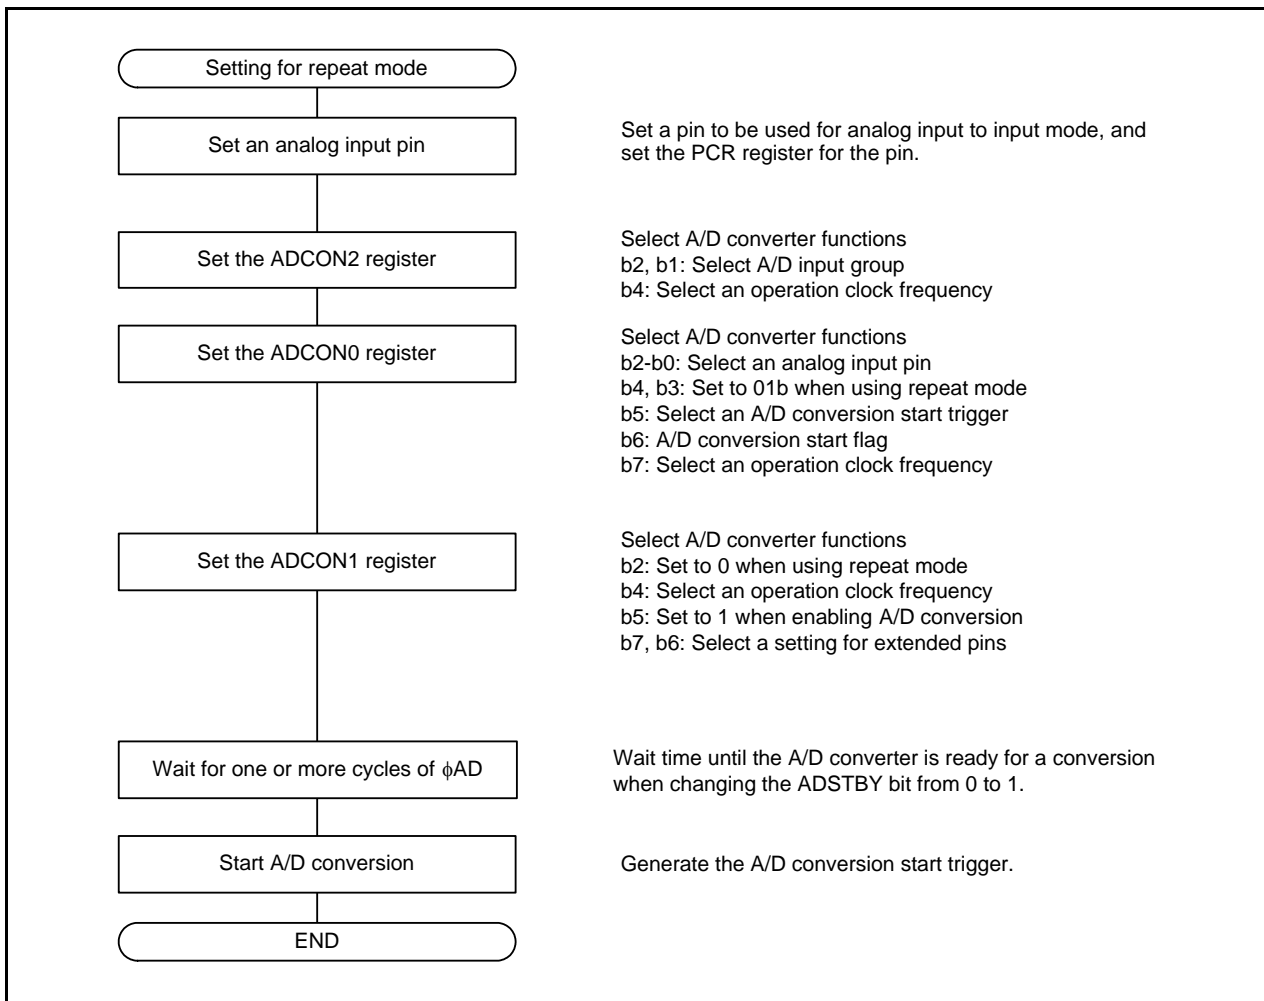 Setting for repeat mode
Set an analog input pin
Set a pin to be used for analog input to input mode, and
set the PCR register for the pin.
Set the ADCON2 register
Select A/D converter functions
b2, b1: Select A/D input group
b4: Select an operation clock frequency
Set the ADCON0 register
Select A/D converter functions
b2-b0: Select an analog input pin
b4, b3: Set to 01b when using repeat mode
b5: Select an A/D conversion start trigger
b6: A/D conversion start flag
b7: Select an operation clock frequency
Set the ADCON1 register
Select A/D converter functions
b2: Set to 0 when using repeat mode
b4: Select an operation clock frequency
b5: Set to 1 when enabling A/D conversion
b7, b6: Select a setting for extended pins
Wait for one or more cycles of ϕAD
Wait time until the A/D converter is ready for a conversion
when changing the ADSTBY bit from 0 to 1.
Start A/D conversion
Generate the A/D conversion start trigger.
END